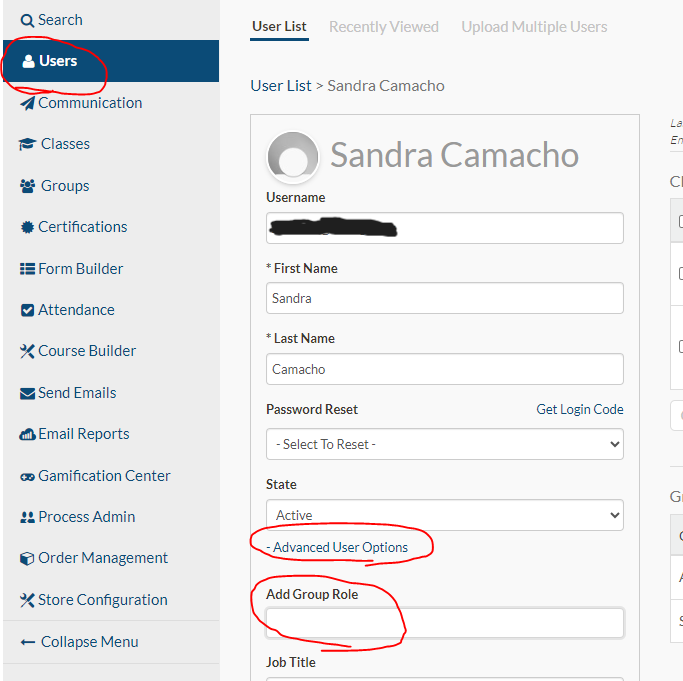 Search
Users
Communication
Classes
Groups
Certifications
Form Builder
Attendance
Course Builder
Send Emails
Email Reports
Gamification Center
Process Admin
Order Management
Store Configuration
Collapse Menu
User List Recently Viewed Upload Multiple Users
User List > Sandra Camacho
Sandra Camacho
Username
* First Name
Sandra
* Last Name
Camacho
Password Reset Get Login Code
- Select To Reset -
State
Active
- Advanced User Options
Add Group Role
Job Title